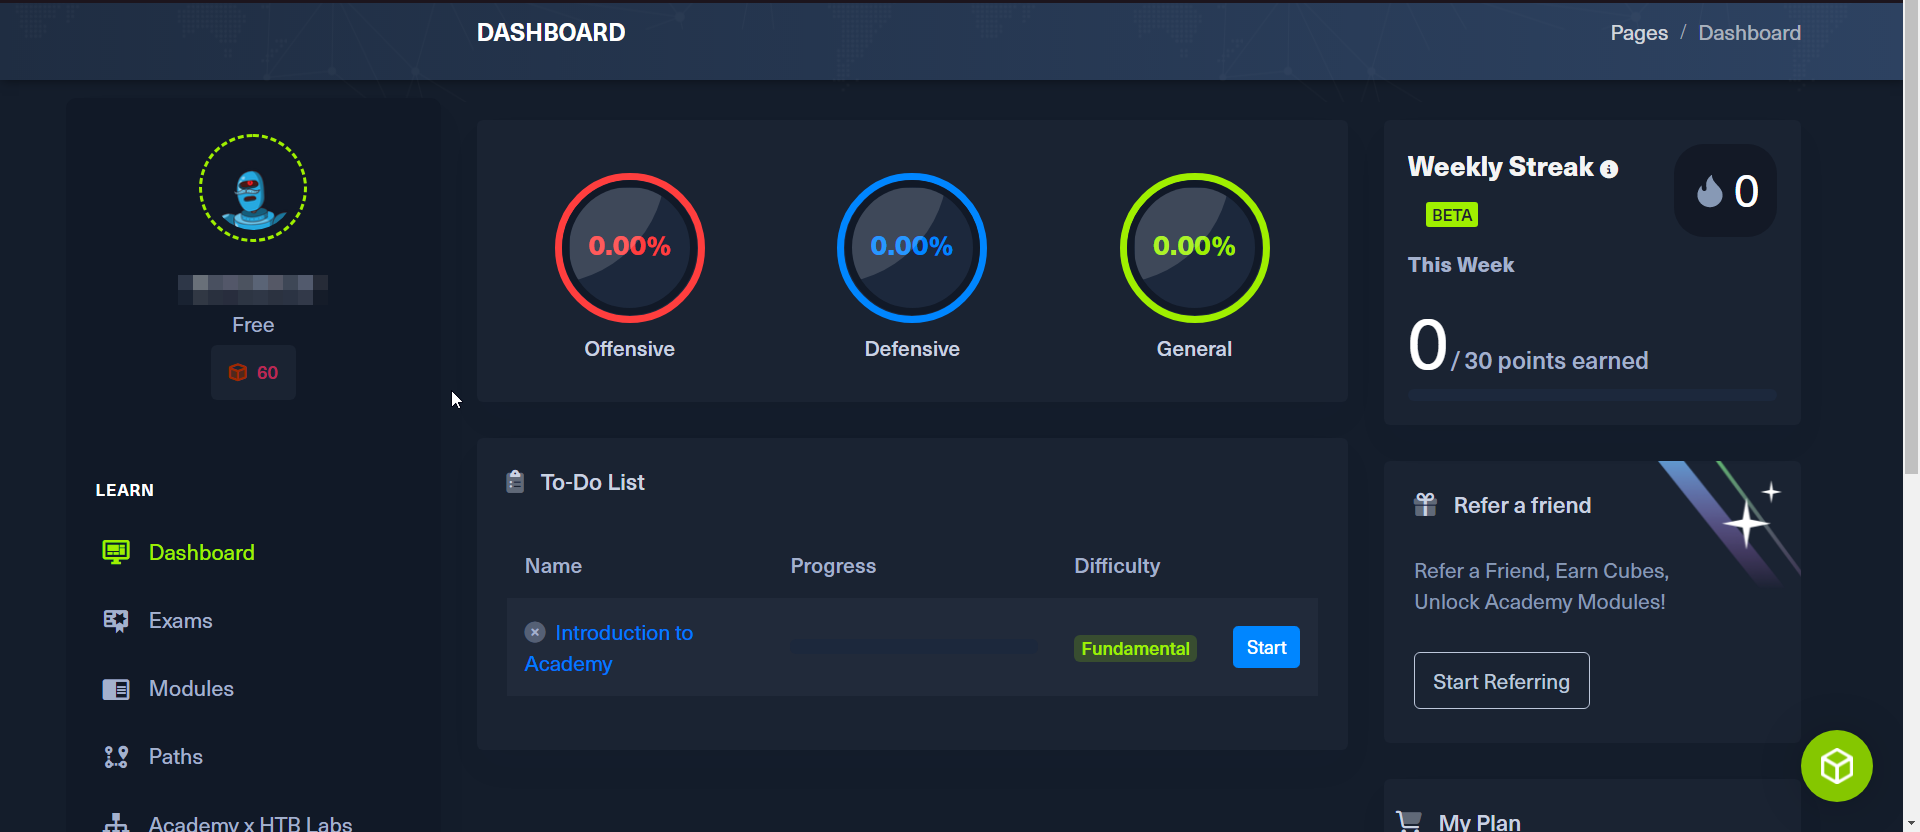 DASHBOARD
Pages / Dashboard
Free
60
LEARN
Dashboard
Exams
Modules
Paths
Academy x HTB Labs
0.00%
0.00%
0.00%
Offensive
Defensive
General
To-Do List
Name Progress Difficulty
Introduction to
Academy
Fundamental
Start
Weekly Streak
BETA
0
This Week
0 / 30 points earned
Refer a friend
Refer a Friend, Earn Cubes,
Unlock Academy Modules!
Start Referring
My Plan